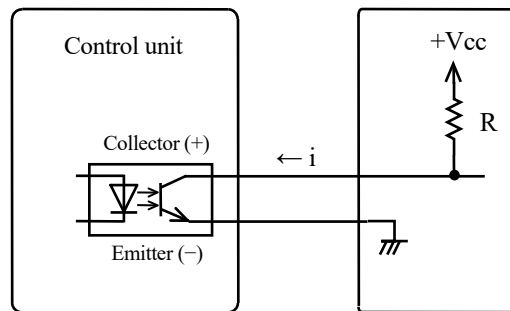 Control unit
+Vcc
R
Collector (+)
← i
Emitter (−)